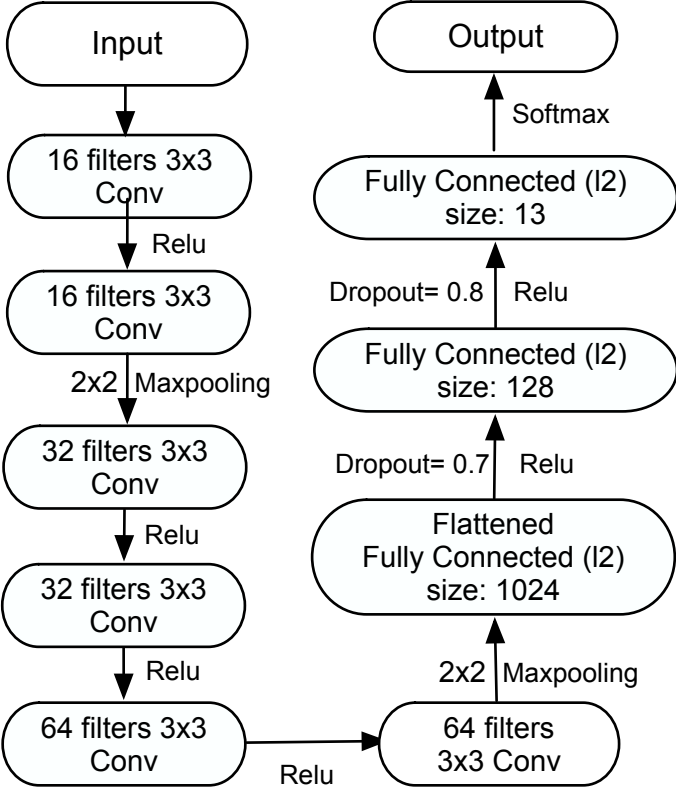 Input
16 filters 3x3
Conv
Relu
16 filters 3x3
Conv
2x2 Maxpooling
32 filters 3x3
Conv
Relu
32 filters 3x3
Conv
Relu
64 filters 3x3
Conv
Relu
64 filters
3x3 Conv
2x2 Maxpooling
Flattened
Fully Connected (l2)
size: 1024
Dropout= 0.7 Relu
Fully Connected (l2)
size: 128
Dropout= 0.8 Relu
Fully Connected (l2)
size: 13
Softmax
Output